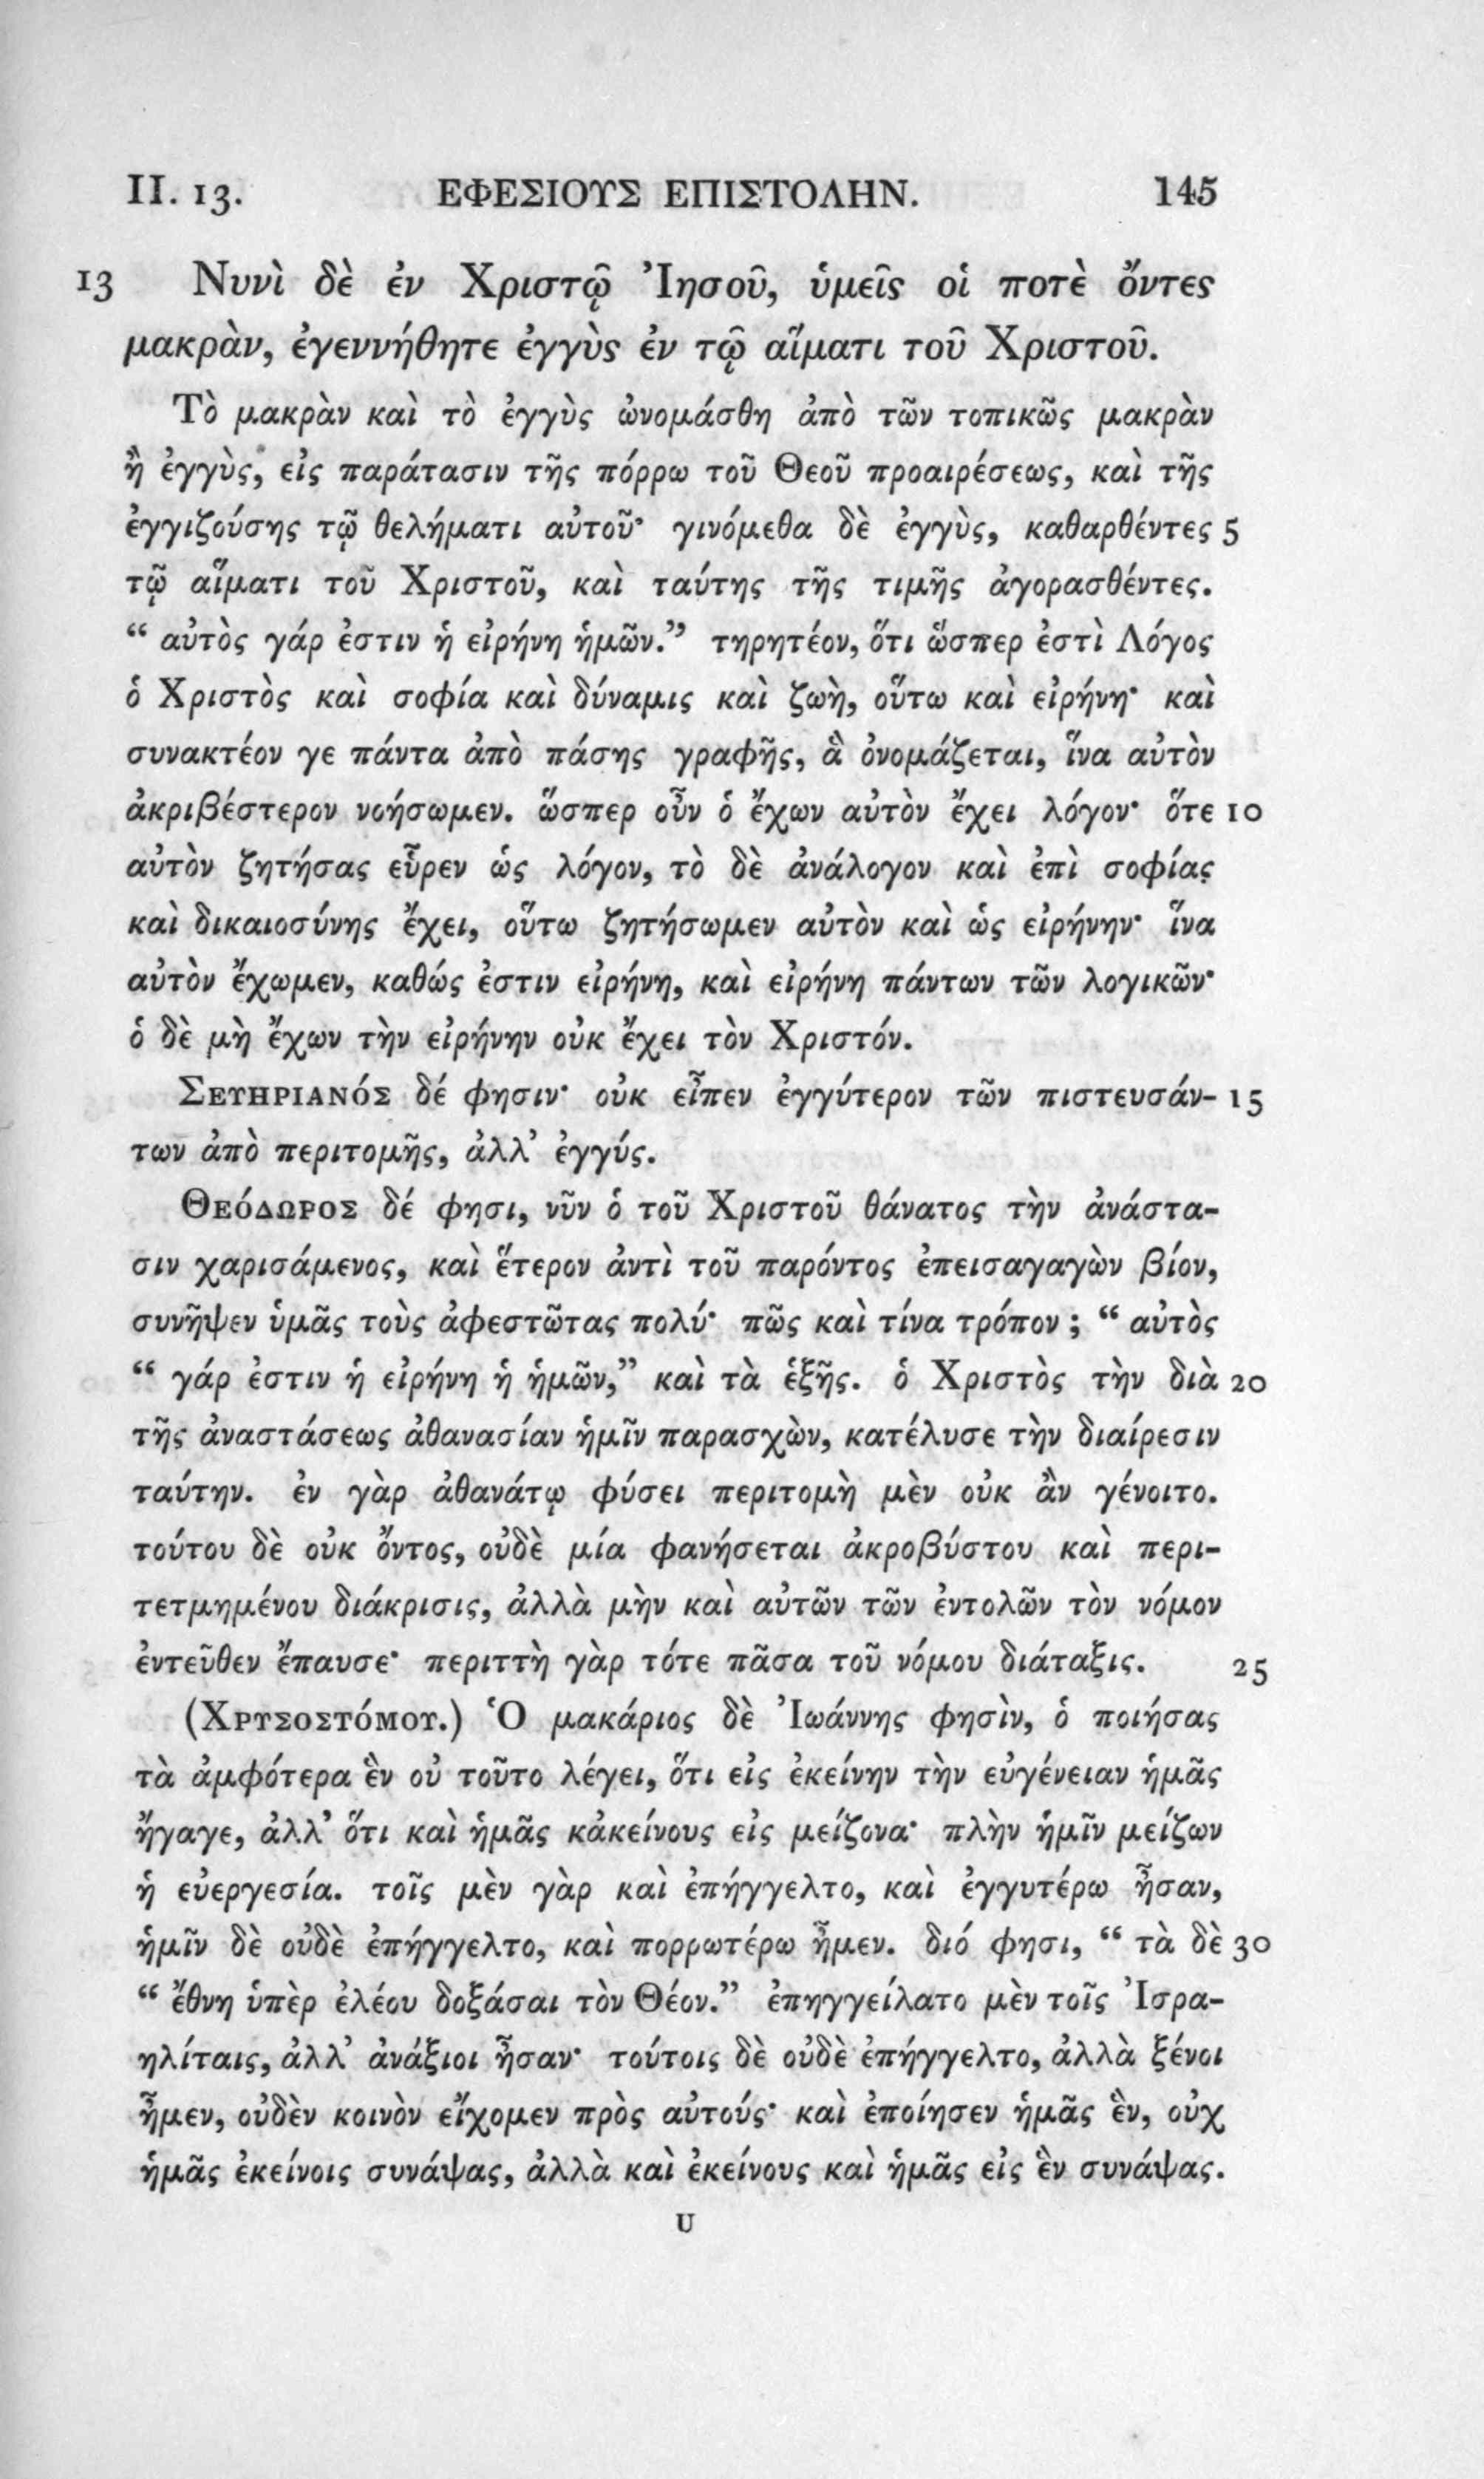 II. 13. ΕΦΕΣΙΟΥΣ ΕΠΙΣΤΟΛΗΝ. 145
13 Νυνὶ δὲ ἐν Χριστῷ Ἰησοῦ, ὑμεῖς οἱ ποτὲ ὄντες
μακρὰν, ἐγεννήθητε ἐγγὺς ἐν τῷ αἵματι τοῦ Χριστοῦ.
Τὸ μακρὰν καὶ τὸ ἐγγὺς ὠνομάσθη ἀπὸ τῶν τοπικῶς μακρὰν
ἢ ἐγγὺς, εἰς παράτασιν τῆς πόρρω τοῦ Θεοῦ προαιρέσεως, καὶ τῆς
ἐγγιζούσης τῷ θελήματι αὐτοῦ· γινόμεθα δὲ ἐγγὺς, καθαρθέντες 5
τῷ αἵματι τοῦ Χριστοῦ, καὶ ταύτης τῆς τιμῆς ἀγορασθέντες.
“ αὐτὸς γάρ ἐστιν ἡ εἰρήνη ἡμῶν.” τηρητέον, ὅτι ὥσπερ ἐστὶ Λόγος
ὁ Χριστὸς καὶ σοφία καὶ δύναμις καὶ ζωὴ, οὕτω καὶ εἰρήνη· καὶ
συνακτέον γε πάντα ἀπὸ πάσης γραφῆς, ἃ ὀνομάζεται, ἵνα αὐτὸν
ἀκριβέστερον νοήσωμεν. ὥσπερ οὖν ὁ ἔχων αὐτὸν ἔχει λόγον· ὅτε 10
αὐτὸν ζητήσας εὗρεν ὡς λόγον, τὸ δὲ ἀνάλογον καὶ ἐπὶ σοφίας
καὶ δικαιοσύνης ἔχει, οὕτω ζητήσωμεν αὐτὸν καὶ ὡς εἰρήνην· ἵνα
αὐτὸν ἔχωμεν, καθώς ἐστιν εἰρήνη, καὶ εἰρήνη πάντων τῶν λογικῶν·
ὁ δὲ μὴ ἔχων τὴν εἰρήνην οὐκ ἔχει τὸν Χριστόν.
ΣΕΥΗΡΙΑΝΌΣ δέ φησιν· οὐκ εἶπεν ἐγγύτερον τῶν πιστευσάν- 15
των ἀπὸ περιτομῆς, ἀλλ’ ἐγγύς.
ΘΕΌΔΩΡΟΣ δέ φησι, νῦν ὁ τοῦ Χριστοῦ θάνατος τὴν ἀνάστα-
σιν χαρισάμενος, καὶ ἕτερον ἀντὶ τοῦ παρόντος ἐπεισαγαγὼν βίον,
συνῆψεν ὑμᾶς τοὺς ἀφεστῶτας πολύ· πῶς καὶ τίνα τρόπον ; “ αὐτὸς
“ γάρ ἐστιν ἡ εἰρήνη ἡ ἡμῶν,” καὶ τὰ ἑξῆς. ὁ Χριστὸς τὴν διὰ 20
τῆς ἀναστάσεως ἀθανασίαν ἡμῖν παρασχὼν, κατέλυσε τὴν διαίρεσιν
ταύτην. ἐν γὰρ ἀθανάτῳ φύσει περιτομὴ μὲν οὐκ ἂν γένοιτο.
τούτου δὲ οὐκ ὄντος, οὐδὲ μία φανήσεται ἀκροβύστου καὶ περι-
τετμημένου διάκρισις, ἀλλὰ μὴν καὶ αὐτῶν τῶν ἐντολῶν τὸν νόμον
ἐντεῦθεν ἔπαυσε· περιττὴ γὰρ τότε πᾶσα τοῦ νόμου διάταξις. 25
(ΧΡΥΣΟΣΤΌΜΟΥ.) Ὁ μακάριος δὲ Ἰωάννης φησὶν, ὁ ποιήσας
τὰ ἀμφότερα ἓν οὐ τοῦτο λέγει, ὅτι εἰς ἐκείνην τὴν εὐγένειαν ἡμᾶς
ἤγαγε, ἀλλ’ ὅτι καὶ ἡμᾶς κἀκείνους εἰς μείζονα· πλὴν ἡμῖν μείζων
ἡ εὐεργεσία. τοῖς μὲν γὰρ καὶ ἐπήγγελτο, καὶ ἐγγυτέρω ἦσαν,
ἡμῖν δὲ οὐδὲ ἐπήγγελτο, καὶ πορρωτέρω ἦμεν. διό φησι, “ τὰ δὲ 30
“ ἔθνη ὑπὲρ ἐλέου δοξάσαι τὸν Θέον.” ἐπηγγείλατο μὲν τοῖς Ἰσρα-
ηλίταις, ἀλλ’ ἀνάξιοι ἦσαν· τούτοις δὲ οὐδὲ ἐπήγγελτο, ἀλλὰ ξένοι
ἦμεν, οὐδὲν κοινὸν εἴχομεν πρὸς αὐτούς· καὶ ἐποίησεν ἡμᾶς ἓν, οὐχ
ἡμᾶς ἐκείνοις συνάψας, ἀλλὰ καὶ ἐκείνους καὶ ἡμᾶς εἰς ἓν συνάψας.
U